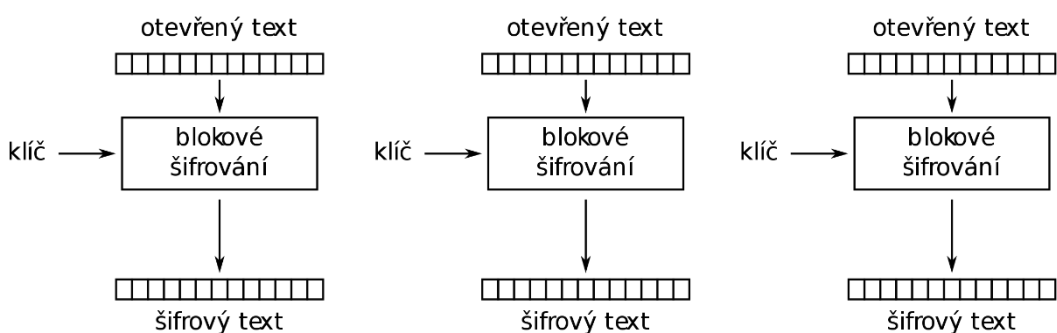 otevřený text
klíč
blokové
šifrování
šifrový text
otevřený text
klíč
blokové
šifrování
šifrový text
otevřený text
klíč
blokové
šifrování
šifrový text